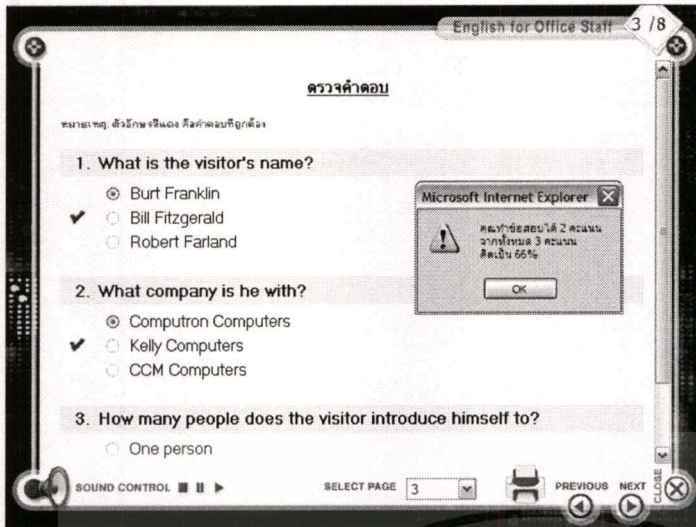 English for Office Staff 3 /8
ตรวจคำตอบ
หมายเหตุ: ตัวอักษรสีแดง คือคำตอบที่ถูกต้อง
1. What is the visitor's name?
Burt Franklin
Bill Fitzgerald
Robert Farland
Microsoft Internet Explorer
คุณทำข้อสอบได้ 2 คะแนน
จากทั้งหมด 3 คะแนน
คิดเป็น 66%
OK
2. What company is he with?
Computron Computers
Kelly Computers
CCM Computers
3. How many people does the visitor introduce himself to?
One person
SOUND CONTROL
SELECT PAGE 3
PREVIOUS NEXT
CLOSE